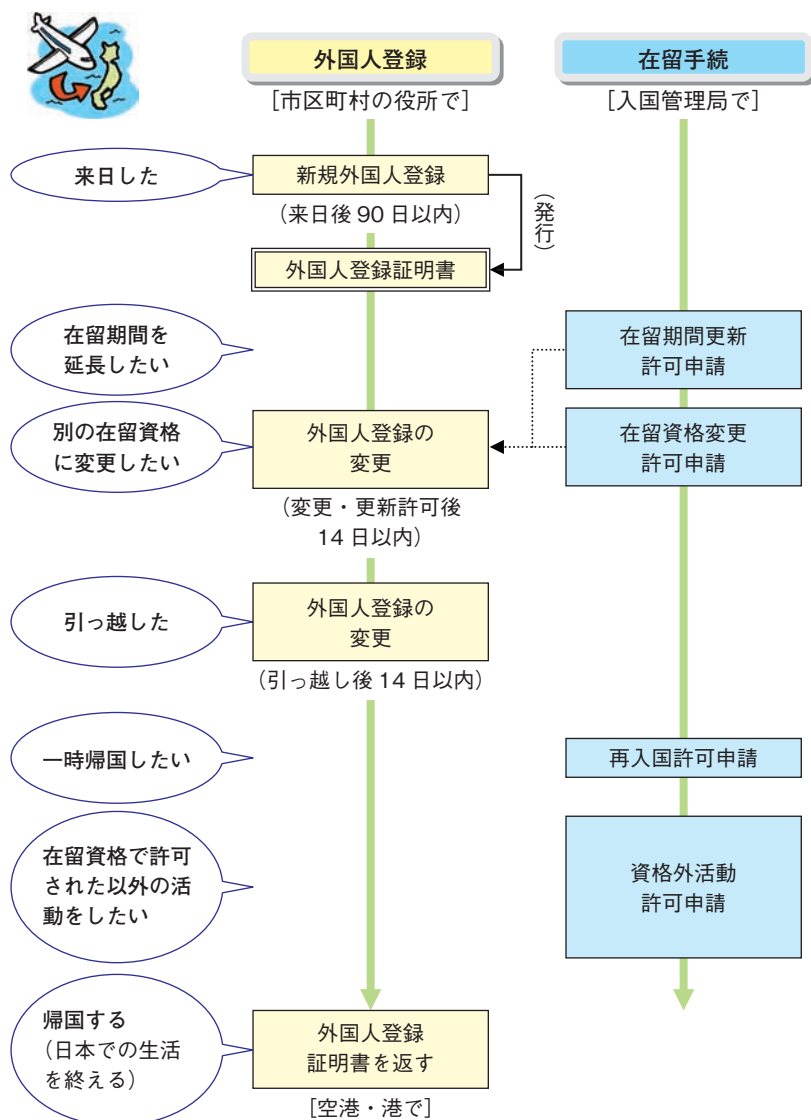 外国人登録
在留手続
［市区町村の役所で］
［入国管理局で］
来日した
新規外国人登録
（来日後 90 日以内）
（発行）
外国人登録証明書
在留期間を
延長したい
在留期間更新
許可申請
別の在留資格
に変更したい
外国人登録の
変更
在留資格変更
許可申請
（変更・更新許可後
14 日以内）
引っ越した
外国人登録の
変更
（引っ越し後 14 日以内）
一時帰国したい
再入国許可申請
在留資格で許可
された以外の活
動をしたい
資格外活動
許可申請
帰国する
（日本での生活
を終える）
外国人登録
証明書を返す
［空港・港で］